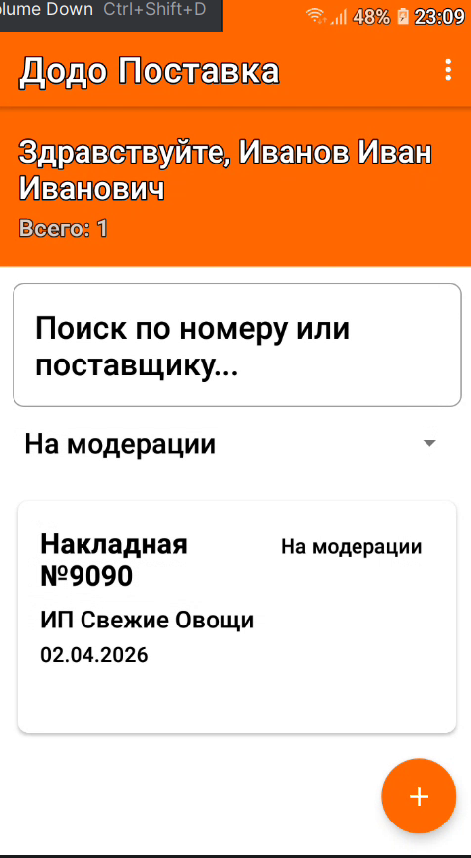 olume Down Ctrl+Shift+D
48% 23:09
Додо Поставка
Здравствуйте, Иванов Иван
Иванович
Всего: 1
Поиск по номеру или
поставщику...
На модерации
Накладная
№9090
На модерации
ИП Свежие Овощи
02.04.2026
+